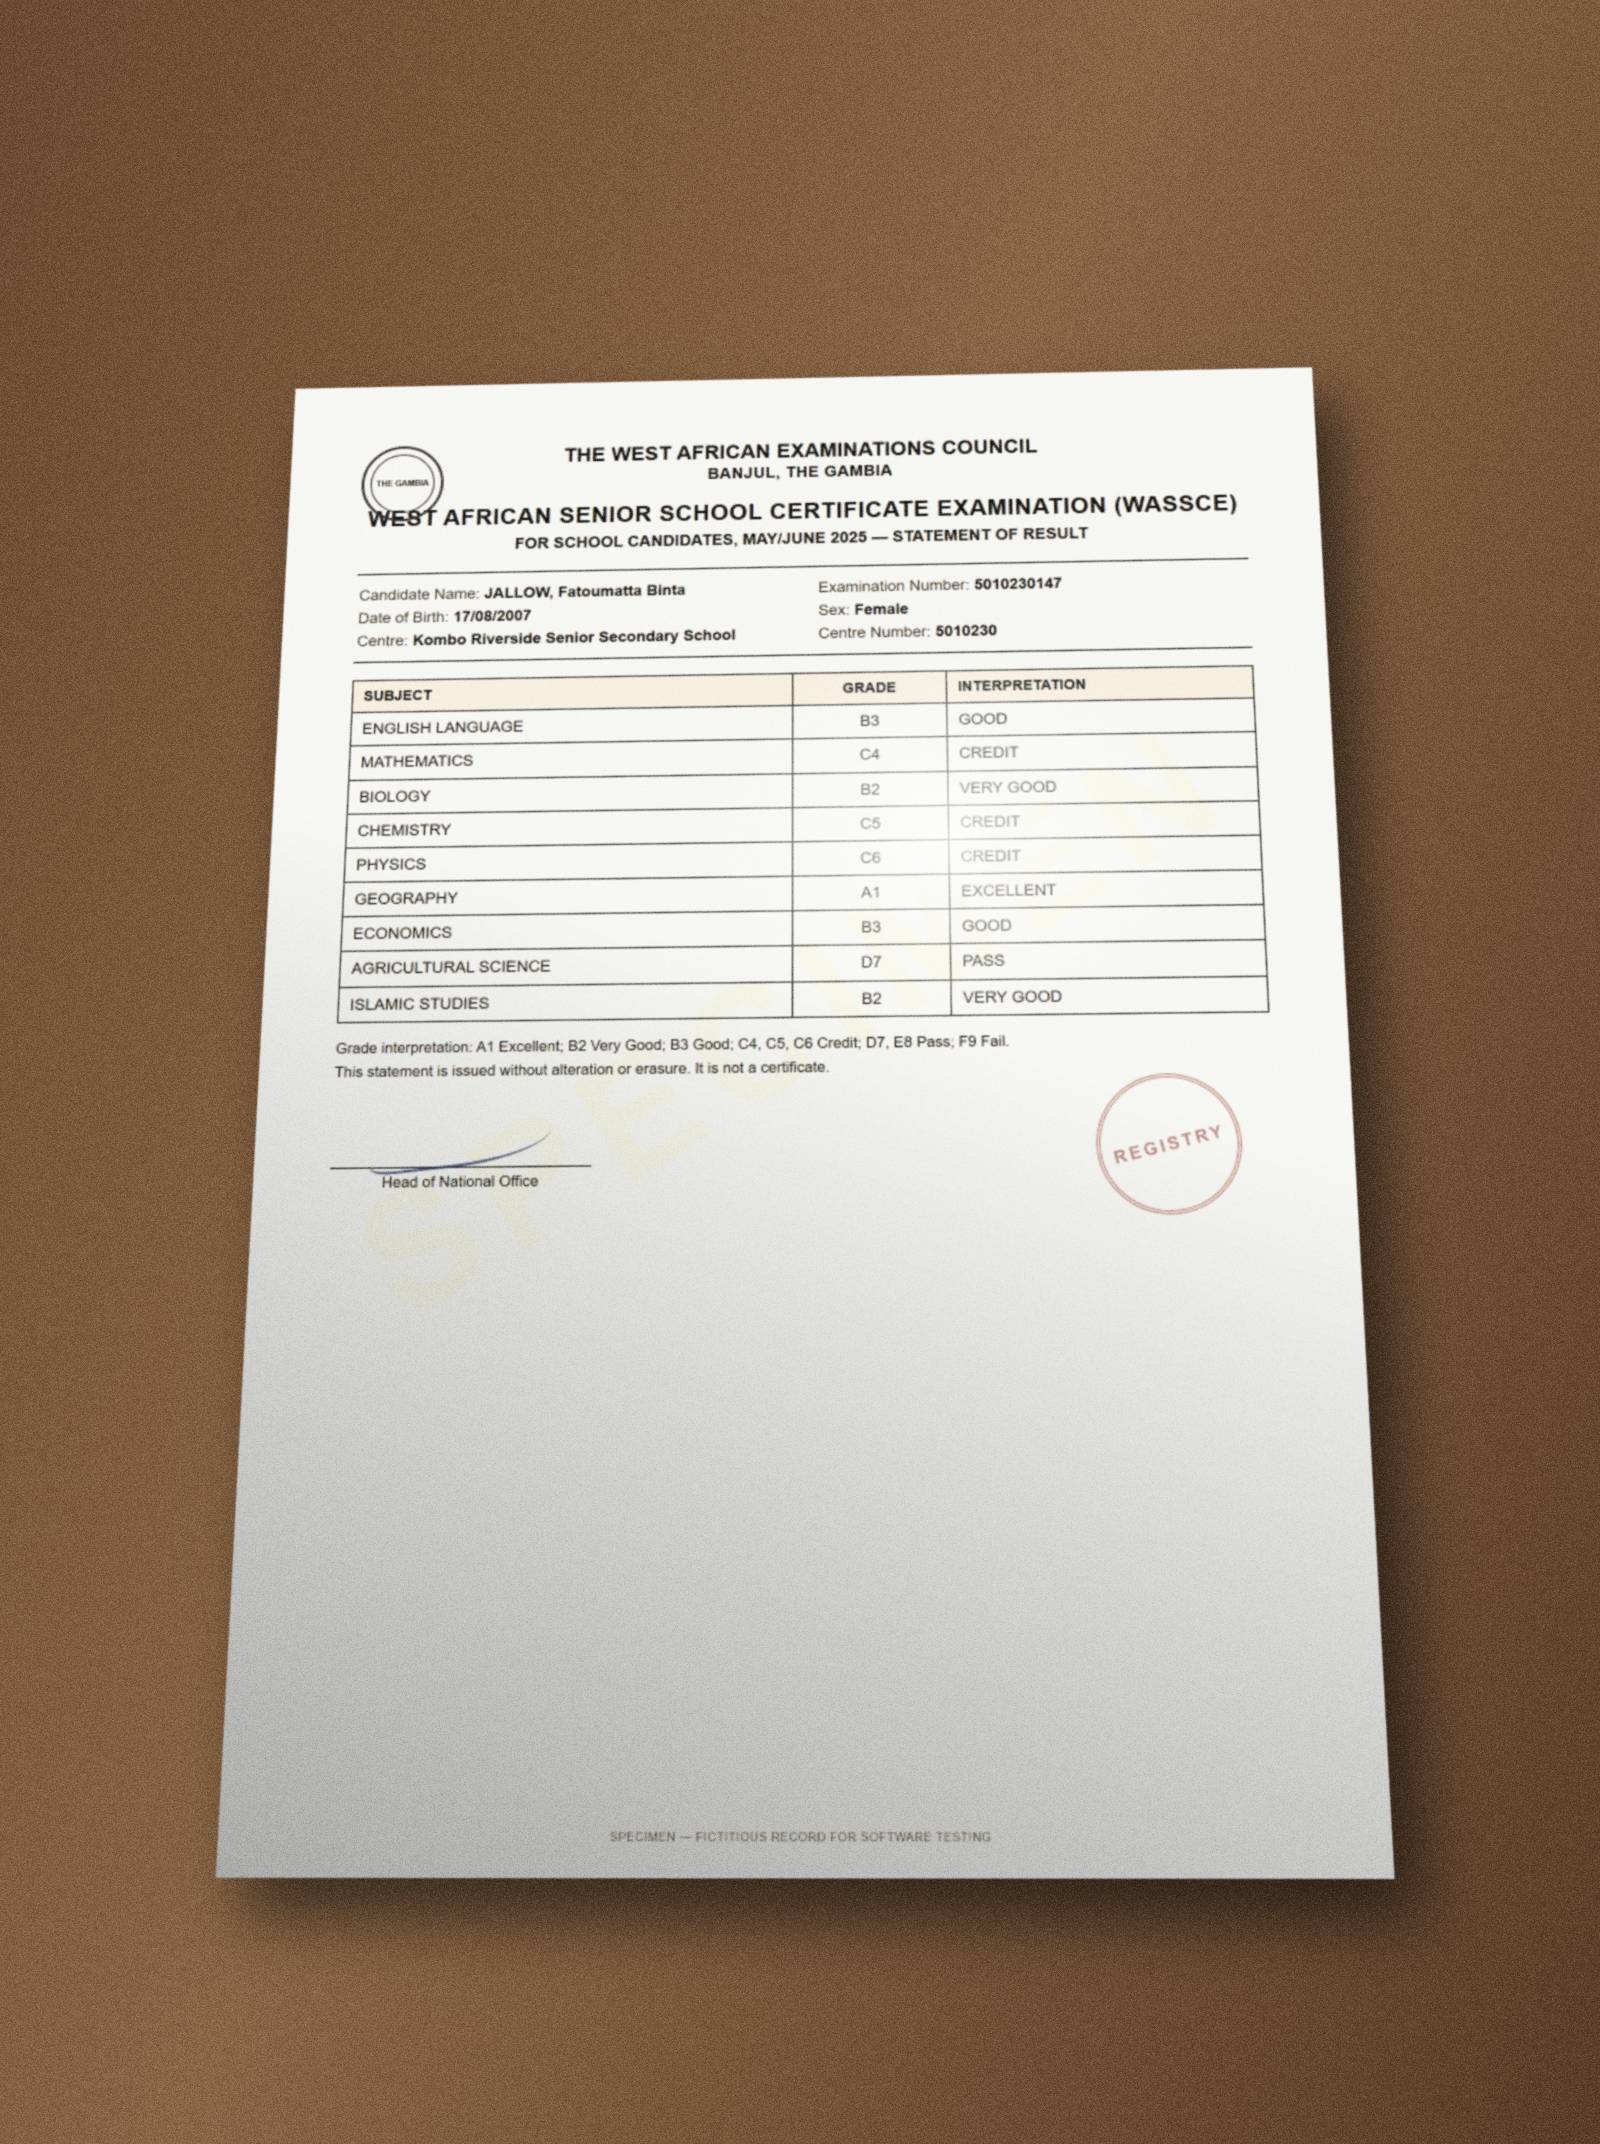 THE GAMBIA
THE WEST AFRICAN EXAMINATIONS COUNCIL
BANJUL, THE GAMBIA
WEST AFRICAN SENIOR SCHOOL CERTIFICATE EXAMINATION (WASSCE)
FOR SCHOOL CANDIDATES, MAY/JUNE 2025 — STATEMENT OF RESULT
Candidate Name: JALLOW, Fatoumatta Binta Examination Number: 5010230147
Date of Birth: 17/08/2007 Sex: Female
Centre: Kombo Riverside Senior Secondary School Centre Number: 5010230
SUBJECT GRADE INTERPRETATION
ENGLISH LANGUAGE B3 GOOD
MATHEMATICS C4 CREDIT
BIOLOGY B2 VERY GOOD
CHEMISTRY C5 CREDIT
PHYSICS C6 CREDIT
GEOGRAPHY A1 EXCELLENT
ECONOMICS B3 GOOD
AGRICULTURAL SCIENCE D7 PASS
ISLAMIC STUDIES B2 VERY GOOD
Grade interpretation: A1 Excellent; B2 Very Good; B3 Good; C4, C5, C6 Credit; D7, E8 Pass; F9 Fail.
This statement is issued without alteration or erasure. It is not a certificate.
REGISTRY
Head of National Office
SPECIMEN
SPECIMEN — FICTITIOUS RECORD FOR SOFTWARE TESTING